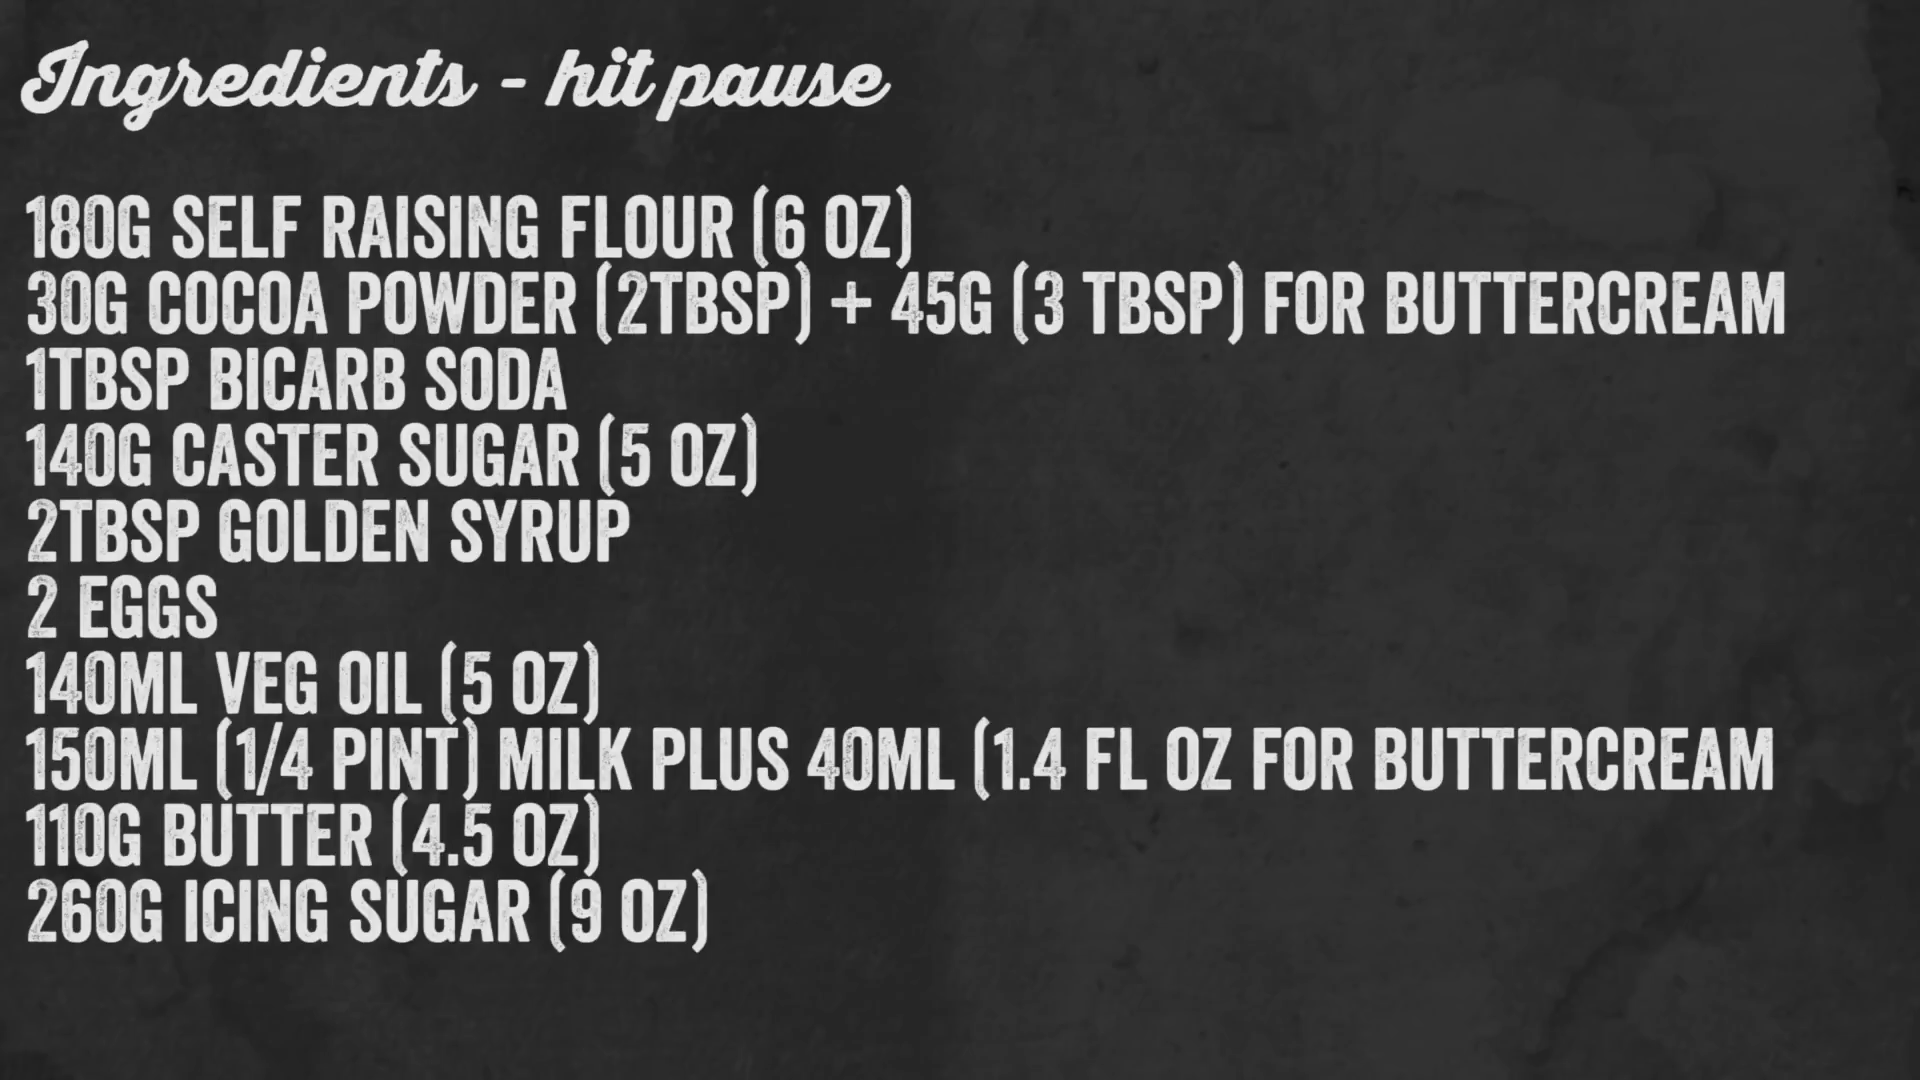 Ingredients - hit pause
180G SELF RAISING FLOUR (6 OZ)
30G COCOA POWDER (2TBSP) + 45G (3 TBSP) FOR BUTTERCREAM
1TBSP BICARB SODA
140G CASTER SUGAR (5 OZ)
2TBSP GOLDEN SYRUP
2 EGGS
140ML VEG OIL (5 OZ)
150ML (1/4 PINT) MILK PLUS 40ML (1.4 FL OZ FOR BUTTERCREAM
110G BUTTER (4.5 OZ)
260G ICING SUGAR (9 OZ)